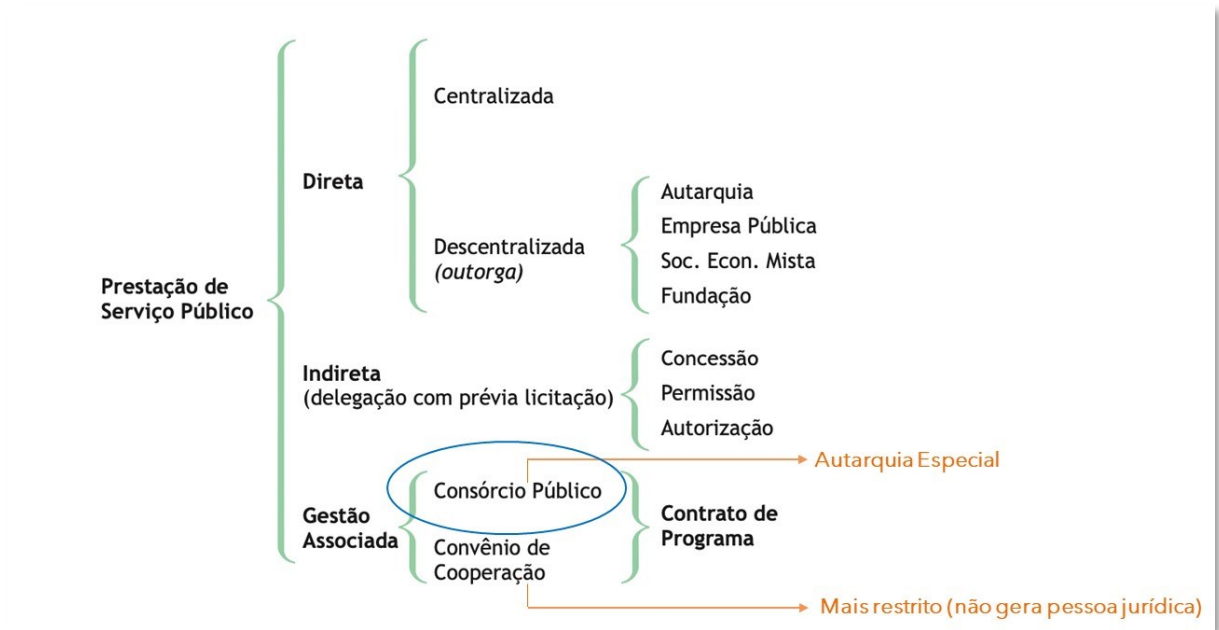 Prestação de
Serviço Público
Direta
Centralizada
Descentralizada
(outorga)
Autarquia
Empresa Pública
Soc. Econ. Mista
Fundação
Indireta
(delegação com prévia licitação)
Concessão
Permissão
Autorização
Gestão
Associada
Consórcio Público
Autarquia Especial
Convênio de
Cooperação
Mais restrito (não gera pessoa jurídica)
Contrato de
Programa